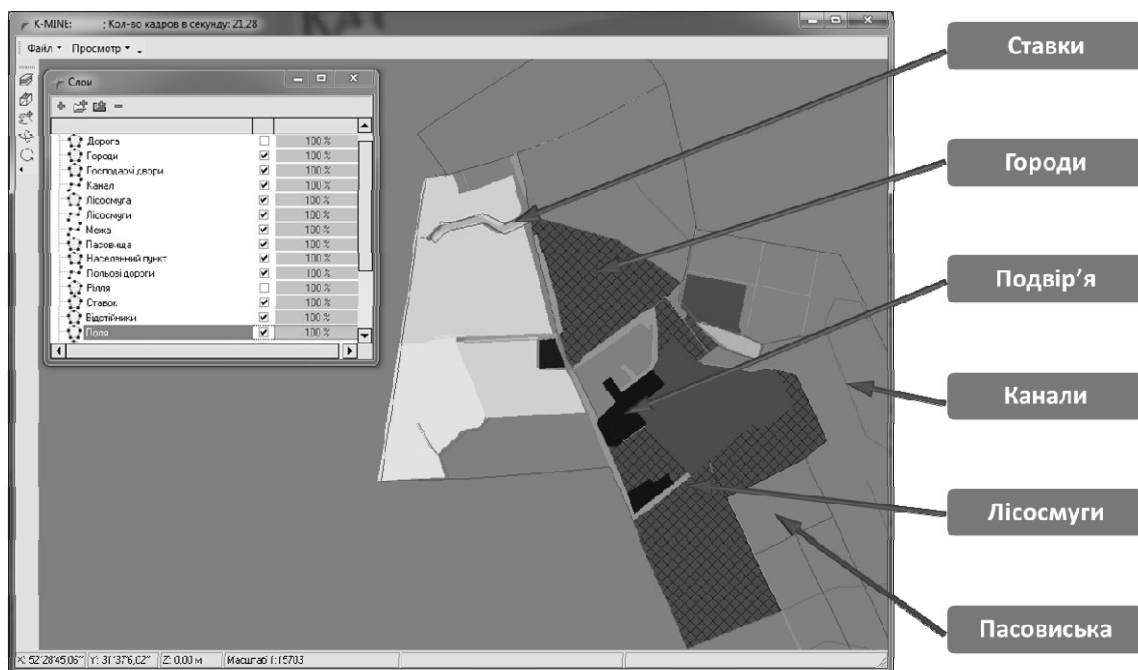 K-MINE: ; Кол-во кадров в секунду: 21,28
Файл Просмотр
Слои
Дорога 100 %
Городи 100 %
Господарчі двори 100 %
Канал 100 %
Лісосмуга 100 %
Лісосмуги 100 %
Межа 100 %
Пасовища 100 %
Населенний пункт 100 %
Польові дороги 100 %
Рілля 100 %
Ставок 100 %
Відстійники 100 %
Поля 100 %
Ставки
Городи
Подвір’я
Канали
Лісосмуги
Пасовиська
X: 52°28'45,06'' Y: 31°37'6,02'' Z: 0,00 м Масштаб 1:15703